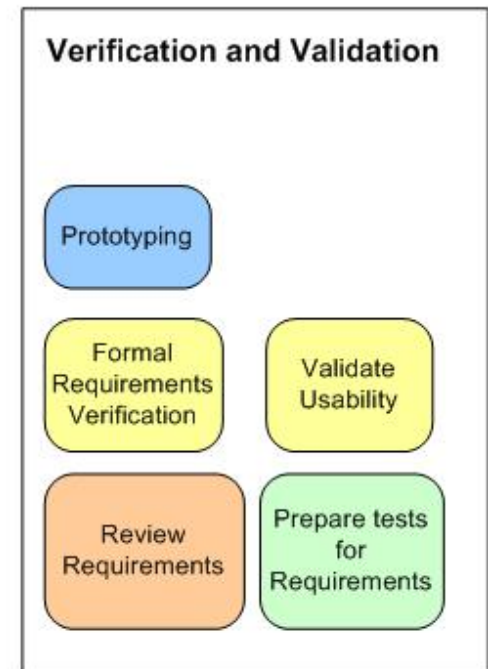 Verification and Validation
Prototyping
Formal
Requirements
Verification
Validate
Usability
Review
Requirements
Prepare tests
for
Requirements